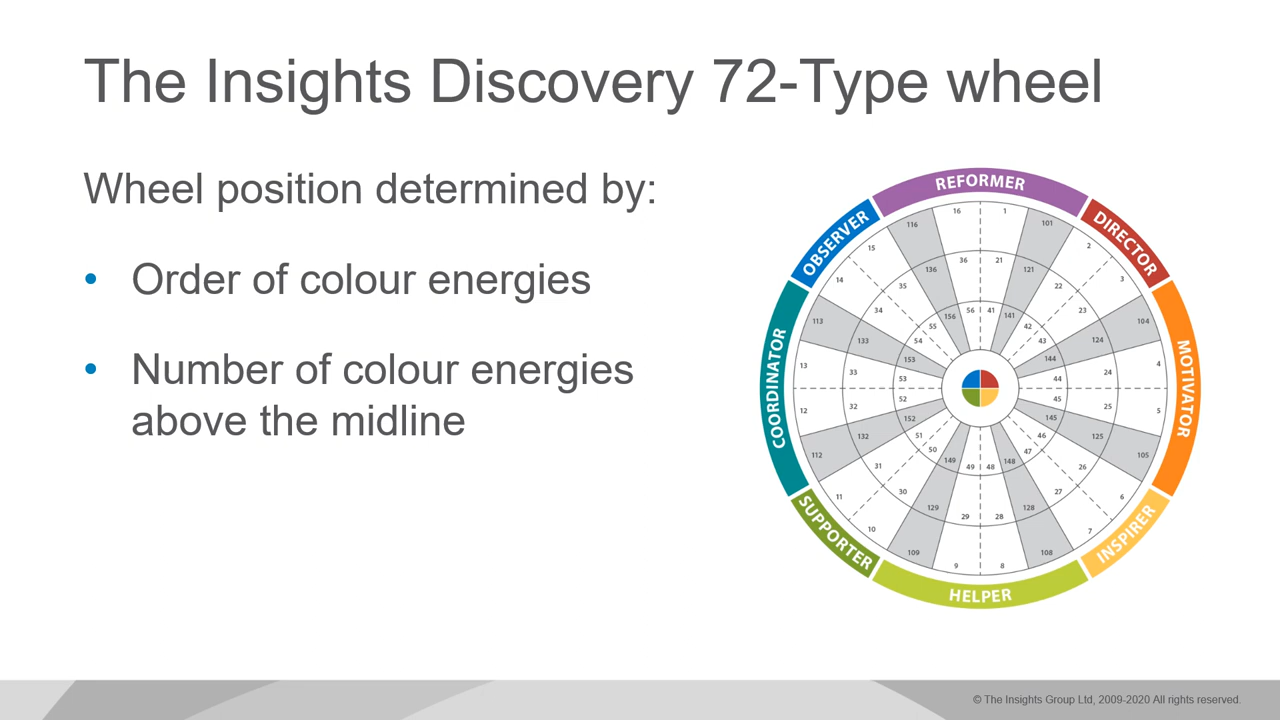 The Insights Discovery 72-Type wheel
Wheel position determined by:
• Order of colour energies
• Number of colour energies
above the midline
REFORMER
OBSERVER
DIRECTOR
COORDINATOR
MOTIVATOR
SUPPORTER
INSPIRER
HELPER
116 16 1 101
15 2
136 36 21 121
14 35 22 3
156 56 41 141
113 34 23 104
55 42
133 54 43 124
153 144
13 33 53 44 24 4
12 32 52 45 25 5
152 145
132 51 46 125
112 50 47 105
149 49 48 148
31 26
11 30 27 6
129 29 28 128
10 7
109 9 8 108
© The Insights Group Ltd, 2009-2020 All rights reserved.